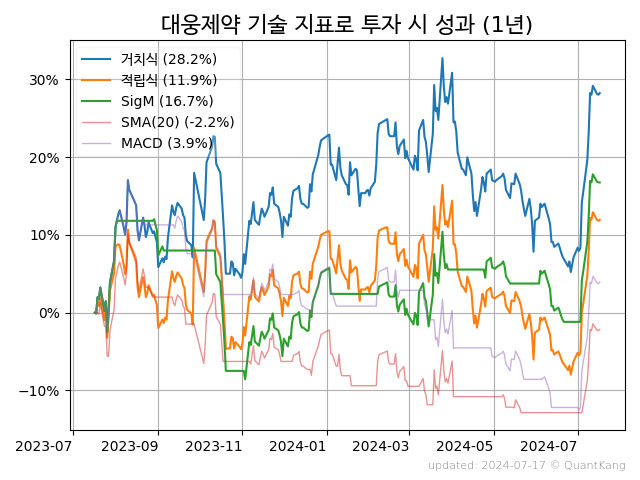 대웅제약 기술 지표로 투자 시 성과 (1년)
거치식 (28.2%)
적립식 (11.9%)
SigM (16.7%)
SMA(20) (-2.2%)
MACD (3.9%)
30%
20%
10%
0%
−10%
2023-07 2023-09 2023-11 2024-01 2024-03 2024-05 2024-07
updated: 2024-07-17 © QuantKang